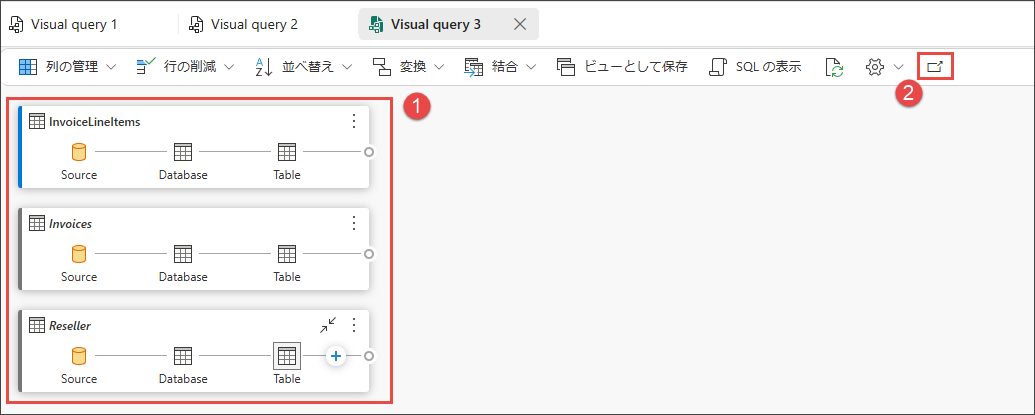 Visual query 1
Visual query 2
Visual query 3
列の管理
行の削減
並べ替え
変換
結合
ビューとして保存
SQL の表示
1
2
InvoiceLineItems
Source
Database
Table
Invoices
Source
Database
Table
Reseller
Source
Database
Table